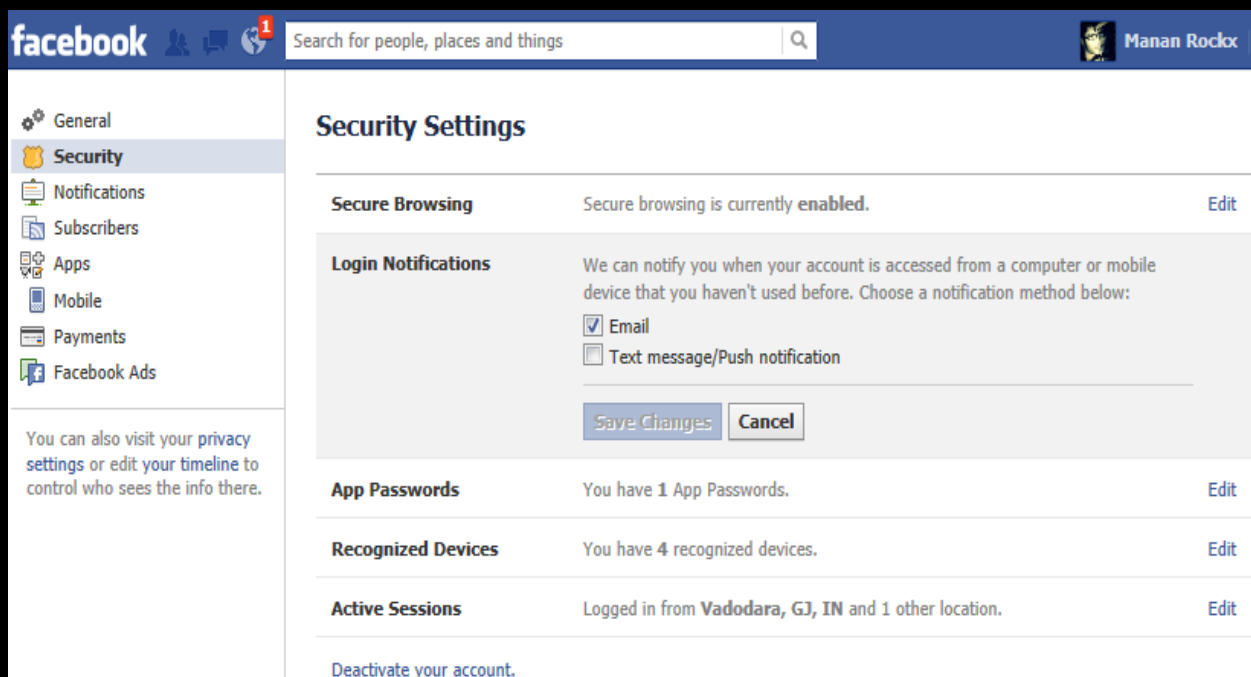 facebook
1
Search for people, places and things
Manan Rockx
General
Security
Notifications
Subscribers
Apps
Mobile
Payments
Facebook Ads
You can also visit your privacy
settings or edit your timeline to
control who sees the info there.
Security Settings
Secure Browsing Secure browsing is currently enabled. Edit
Login Notifications We can notify you when your account is accessed from a computer or mobile
device that you haven't used before. Choose a notification method below:
Email
Text message/Push notification
Save Changes Cancel
App Passwords You have 1 App Passwords. Edit
Recognized Devices You have 4 recognized devices. Edit
Active Sessions Logged in from Vadodara, GJ, IN and 1 other location. Edit
Deactivate your account.